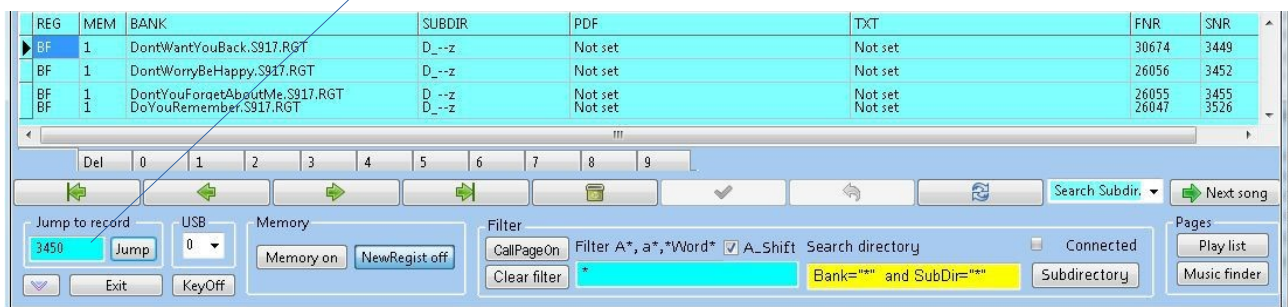 REG MEM BANK SUBDIR PDF TXT FNR SNR
BF 1 DontWantYouBack.S917.RGT D_--z Not set Not set 30674 3449
BF 1 DontWorryBeHappy.S917.RGT D_--z Not set Not set 26056 3452
BF 1 DontYouForgetAboutMe.S917.RGT D_--z Not set Not set 26055 3455
BF 1 DoYouRemember.S917.RGT D_--z Not set Not set 26047 3526
Del 0 1 2 3 4 5 6 7 8 9
Search Subdir. Next song
Jump to record USB Memory Filter Pages
3450 Jump 0 Memory on NewRegist off CallPageOn Filter A*, a*,*Word* A_Shift Search directory Connected Play list
Exit KeyOff Clear filter * Bank="*" and SubDir="*" Subdirectory Music finder